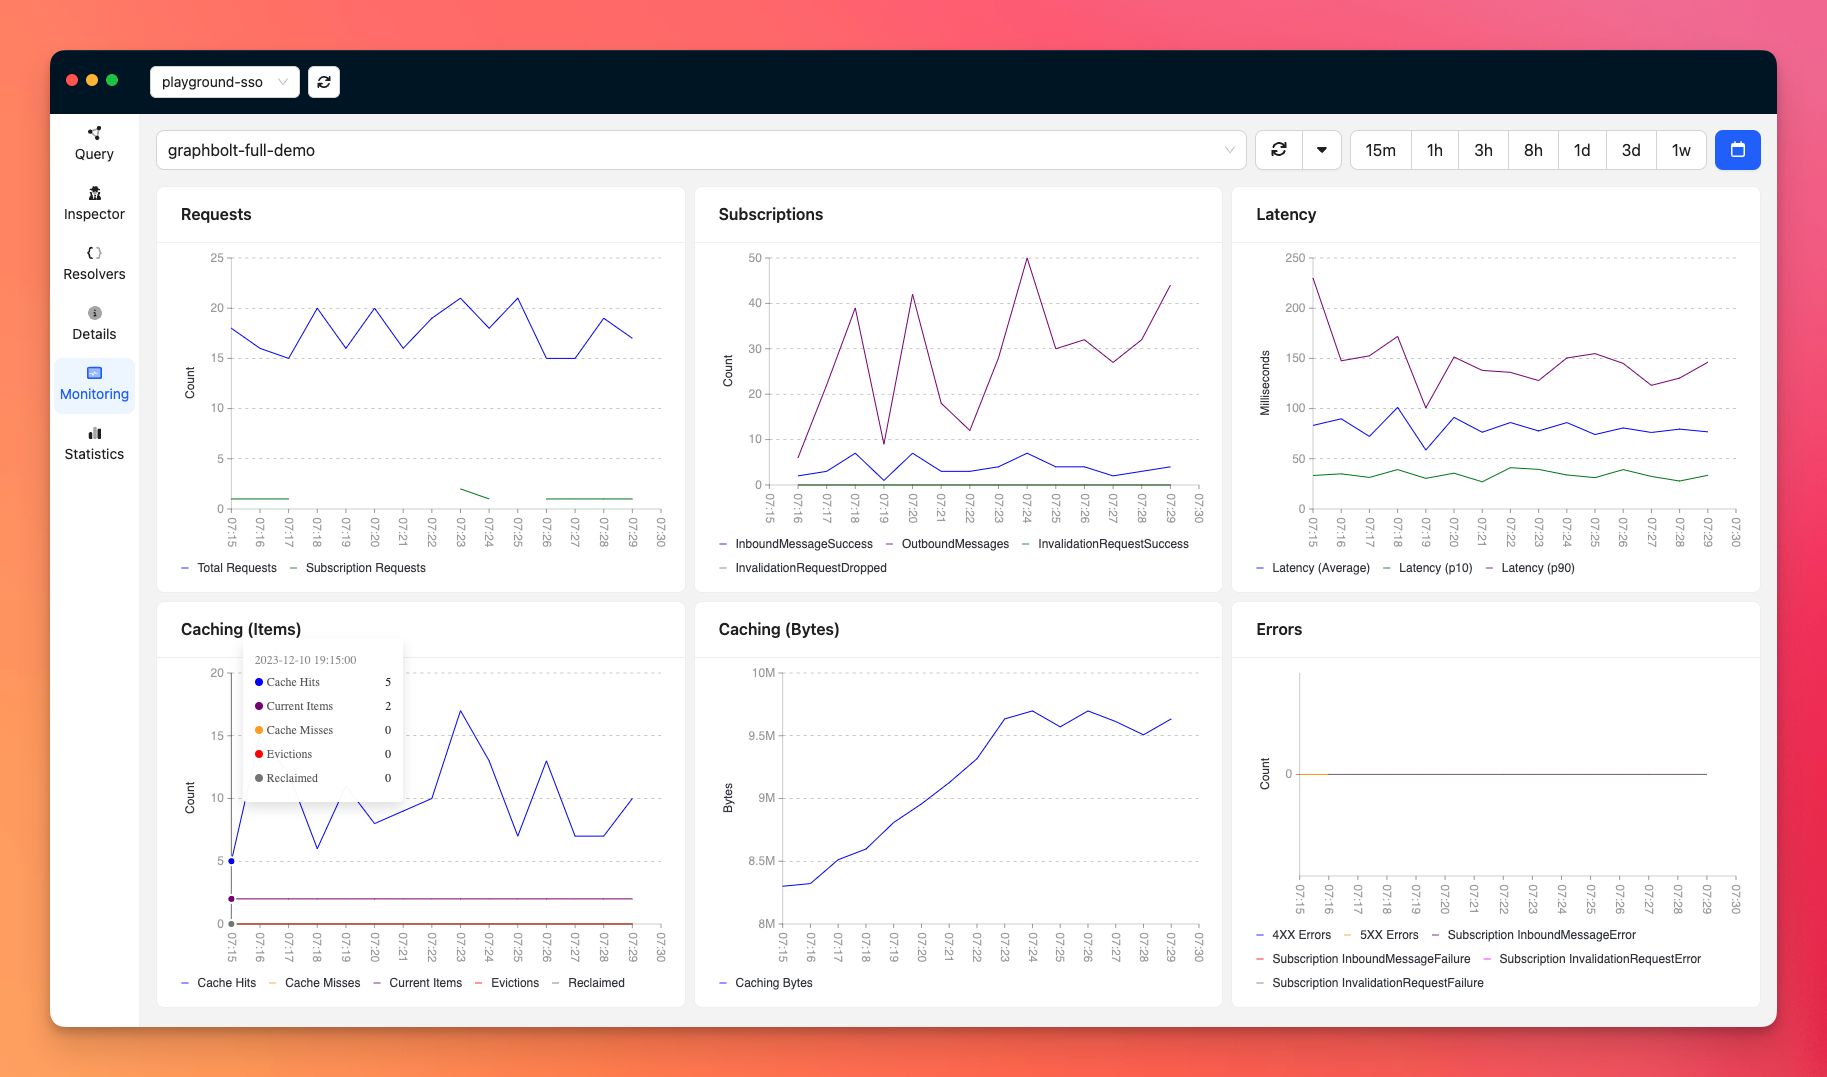 playground-sso
Query
Inspector
Resolvers
Details
Monitoring
Statistics
graphbolt-full-demo
15m 1h 3h 8h 1d 3d 1w
Requests
25
20
15
10
5
0
Count
07:15 07:16 07:17 07:18 07:19 07:20 07:21 07:22 07:23 07:24 07:25 07:26 07:27 07:28 07:29 07:30
Total Requests Subscription Requests
Subscriptions
50
40
30
20
10
0
Count
07:15 07:16 07:17 07:18 07:19 07:20 07:21 07:22 07:23 07:24 07:25 07:26 07:27 07:28 07:29 07:30
InboundMessageSuccess OutboundMessages InvalidationRequestSuccess
InvalidationRequestDropped
Latency
250
200
150
100
50
0
Milliseconds
07:15 07:16 07:17 07:18 07:19 07:20 07:21 07:22 07:23 07:24 07:25 07:26 07:27 07:28 07:29 07:30
Latency (Average) Latency (p10) Latency (p90)
Caching (Items)
20
15
10
5
0
Count
2023-12-10 19:15:00
Cache Hits 5
Current Items 2
Cache Misses 0
Evictions 0
Reclaimed 0
07:15 07:16 07:17 07:18 07:19 07:20 07:21 07:22 07:23 07:24 07:25 07:26 07:27 07:28 07:29 07:30
Cache Hits Cache Misses Current Items Evictions Reclaimed
Caching (Bytes)
10M
9.5M
9M
8.5M
8M
Bytes
07:15 07:16 07:17 07:18 07:19 07:20 07:21 07:22 07:23 07:24 07:25 07:26 07:27 07:28 07:29 07:30
Caching Bytes
Errors
0
Count
07:15 07:16 07:17 07:18 07:19 07:20 07:21 07:22 07:23 07:24 07:25 07:26 07:27 07:28 07:29 07:30
4XX Errors 5XX Errors Subscription InboundMessageError
Subscription InboundMessageFailure Subscription InvalidationRequestError
Subscription InvalidationRequestFailure